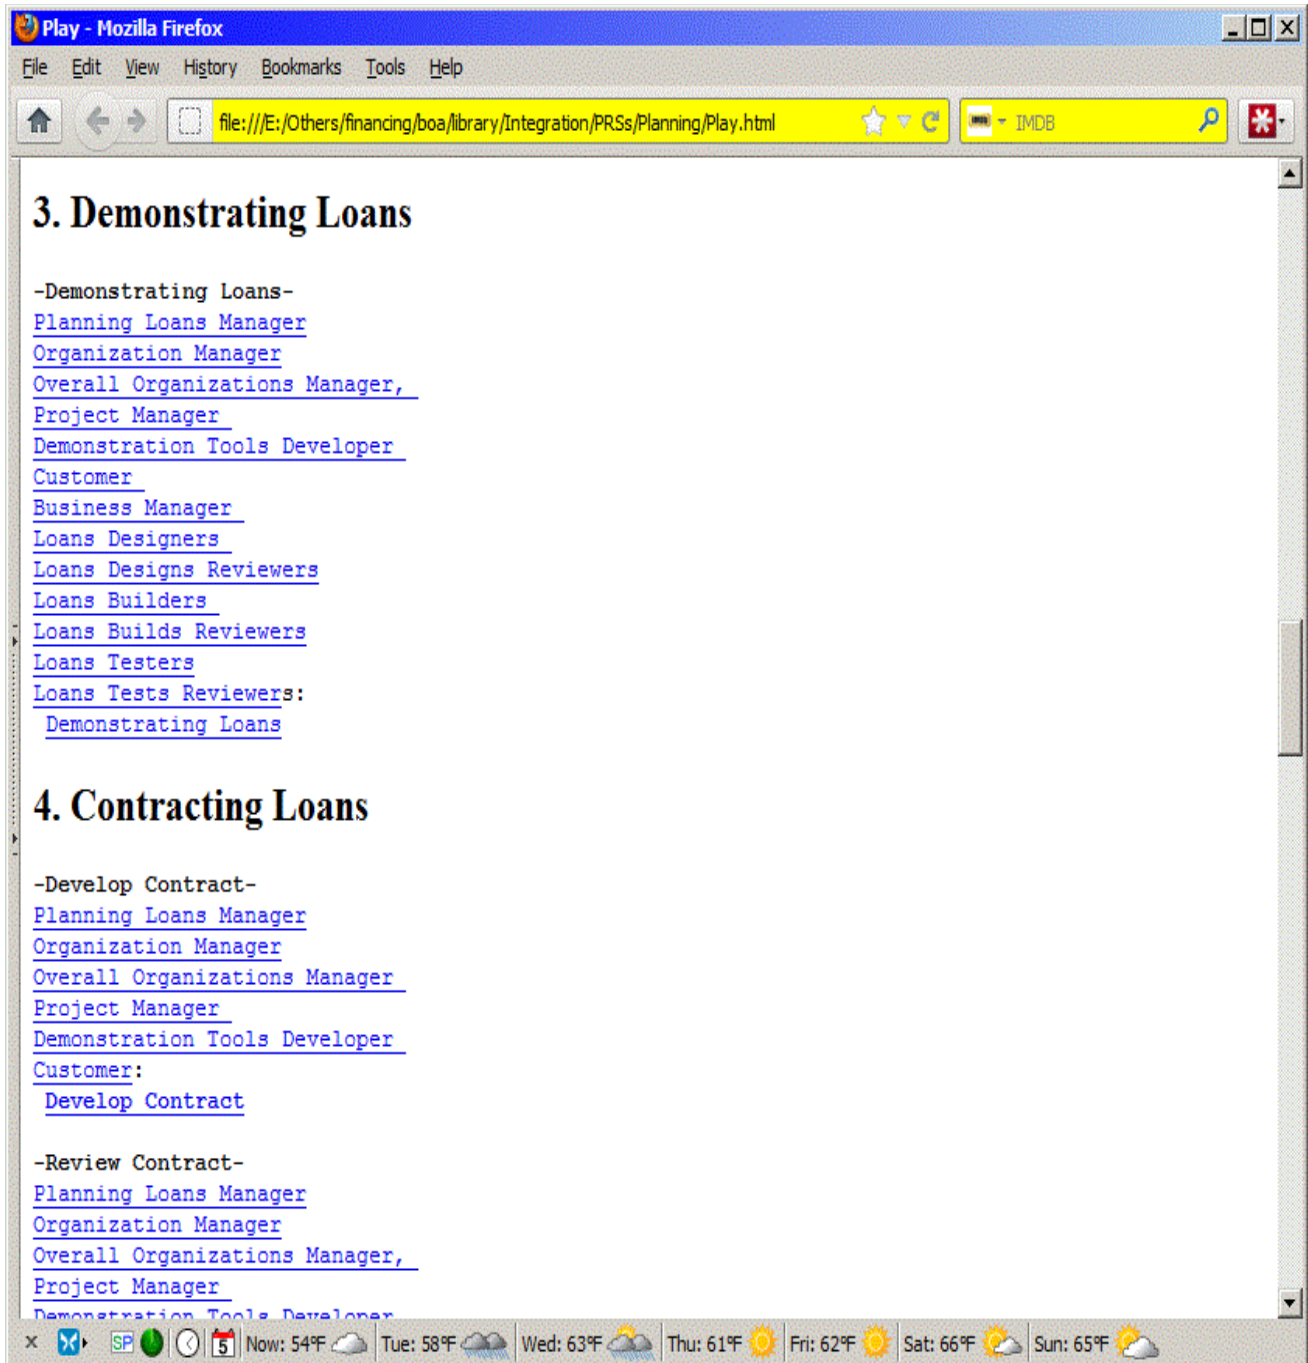 Play - Mozilla Firefox
File Edit View History Bookmarks Tools Help
file:///E:/Others/financing/boa/library/Integration/PRSs/Planning/Play.html IMDB
3. Demonstrating Loans
-Demonstrating Loans-
Planning Loans Manager
Organization Manager
Overall Organizations Manager,
Project Manager
Demonstration Tools Developer
Customer
Business Manager
Loans Designers
Loans Designs Reviewers
Loans Builders
Loans Builds Reviewers
Loans Testers
Loans Tests Reviewers:
Demonstrating Loans
4. Contracting Loans
-Develop Contract-
Planning Loans Manager
Organization Manager
Overall Organizations Manager
Project Manager
Demonstration Tools Developer
Customer:
Develop Contract
-Review Contract-
Planning Loans Manager
Organization Manager
Overall Organizations Manager,
Project Manager
Demonstration Tools Developer
SP 5 Now: 54°F Tue: 58°F Wed: 63°F Thu: 61°F Fri: 62°F Sat: 66°F Sun: 65°F